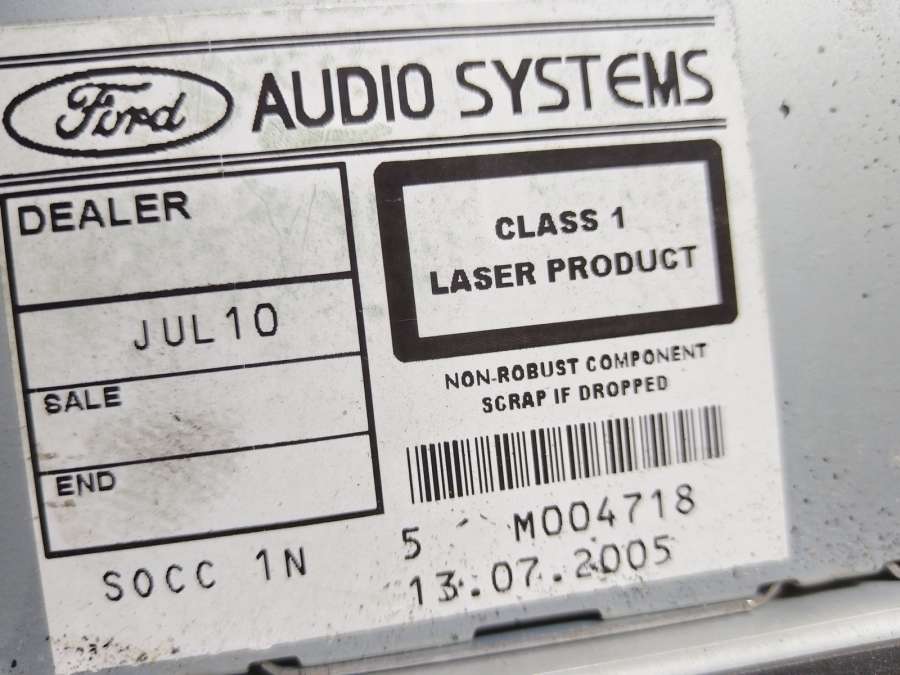 Ford AUDIO SYSTEMS
DEALER
JUL10
SALE
END
SOCC 1N
CLASS 1
LASER PRODUCT
NON-ROBUST COMPONENT
SCRAP IF DROPPED
5 M004718
13.07.2005